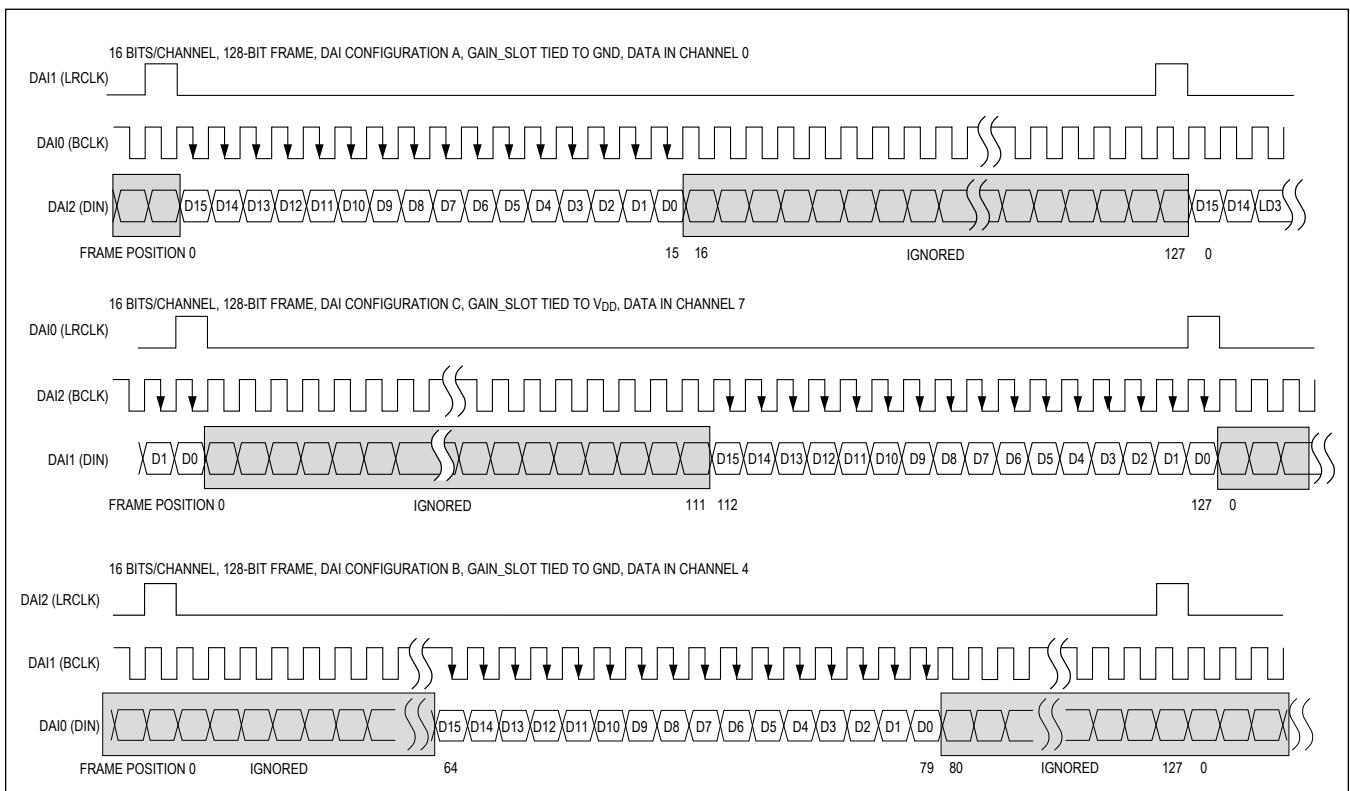 16 BITS/CHANNEL, 128-BIT FRAME, DAI CONFIGURATION A, GAIN_SLOT TIED TO GND, DATA IN CHANNEL 0
DAI1 (LRCLK)
DAI0 (BCLK)
DAI2 (DIN) D15 D14 D13 D12 D11 D10 D9 D8 D7 D6 D5 D4 D3 D2 D1 D0 D15 D14 LD3
FRAME POSITION 0 15 16 IGNORED 127 0
16 BITS/CHANNEL, 128-BIT FRAME, DAI CONFIGURATION C, GAIN_SLOT TIED TO VDD, DATA IN CHANNEL 7
DAI0 (LRCLK)
DAI2 (BCLK)
DAI1 (DIN) D1 D0 D15 D14 D13 D12 D11 D10 D9 D8 D7 D6 D5 D4 D3 D2 D1 D0
FRAME POSITION 0 IGNORED 111 112 127 0
16 BITS/CHANNEL, 128-BIT FRAME, DAI CONFIGURATION B, GAIN_SLOT TIED TO GND, DATA IN CHANNEL 4
DAI2 (LRCLK)
DAI1 (BCLK)
DAI0 (DIN) D15 D14 D13 D12 D11 D10 D9 D8 D7 D6 D5 D4 D3 D2 D1 D0
FRAME POSITION 0 IGNORED 64 79 80 IGNORED 127 0